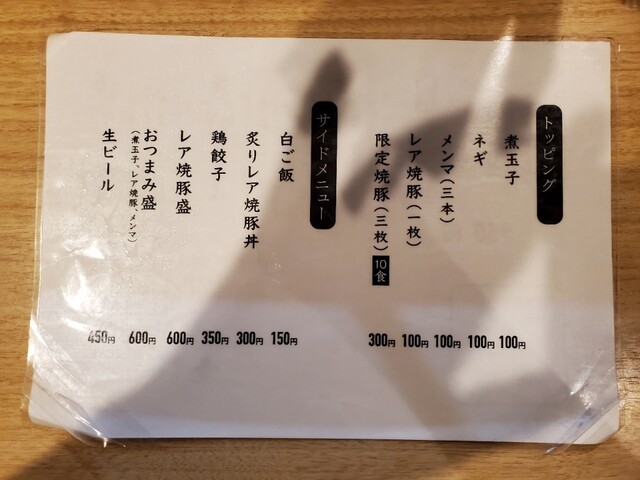 トッピング
煮玉子 100円
ネギ 100円
メンマ（三本） 100円
レア焼豚（一枚） 100円
限定焼豚（三枚）10食 300円
サイドメニュー
白ご飯 150円
炙りレア焼豚丼 300円
鶏餃子 350円
レア焼豚盛 600円
おつまみ盛 600円
（煮玉子、レア焼豚、メンマ）
生ビール 450円